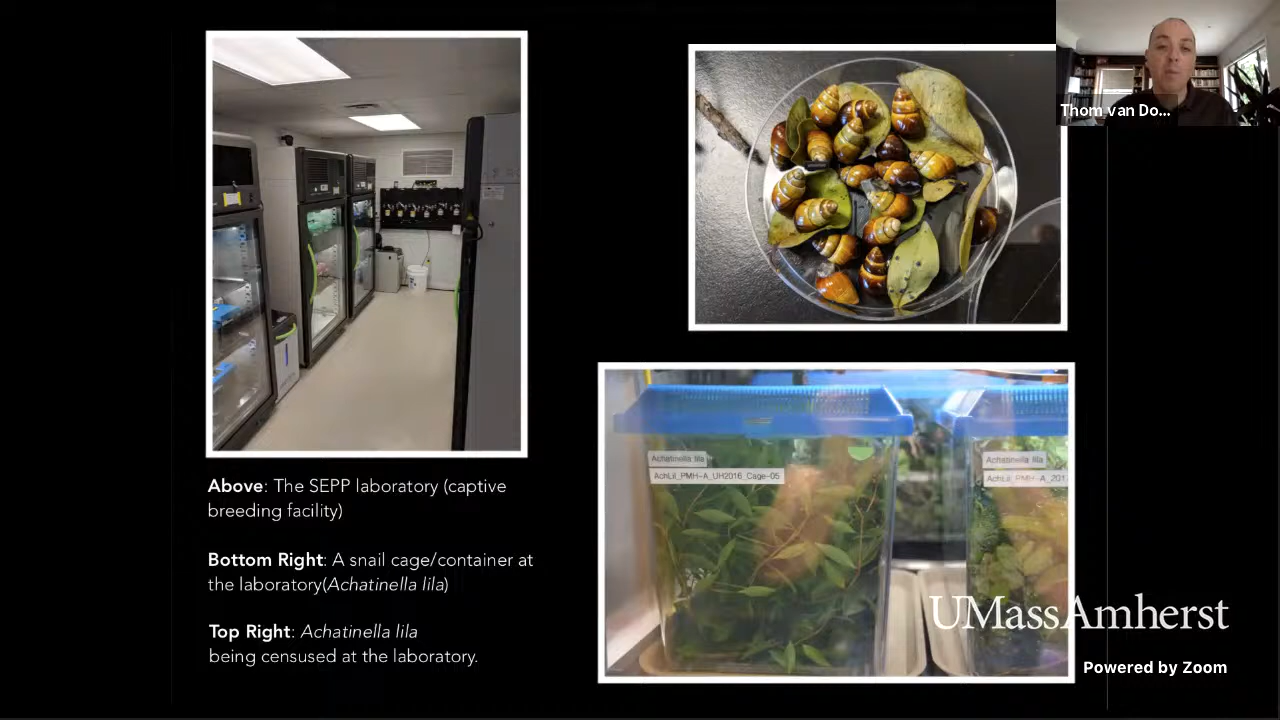 Thom van Do...
Achatinella lila
AchLil_PMH-A_UH2016_Cage-05
Achatinella lila
AchLil_PMH-A_201
Above: The SEPP laboratory (captive
breeding facility)
Bottom Right: A snail cage/container at
the laboratory(Achatinella lila)
Top Right: Achatinella lila
being censused at the laboratory.
UMassAmherst
Powered by Zoom